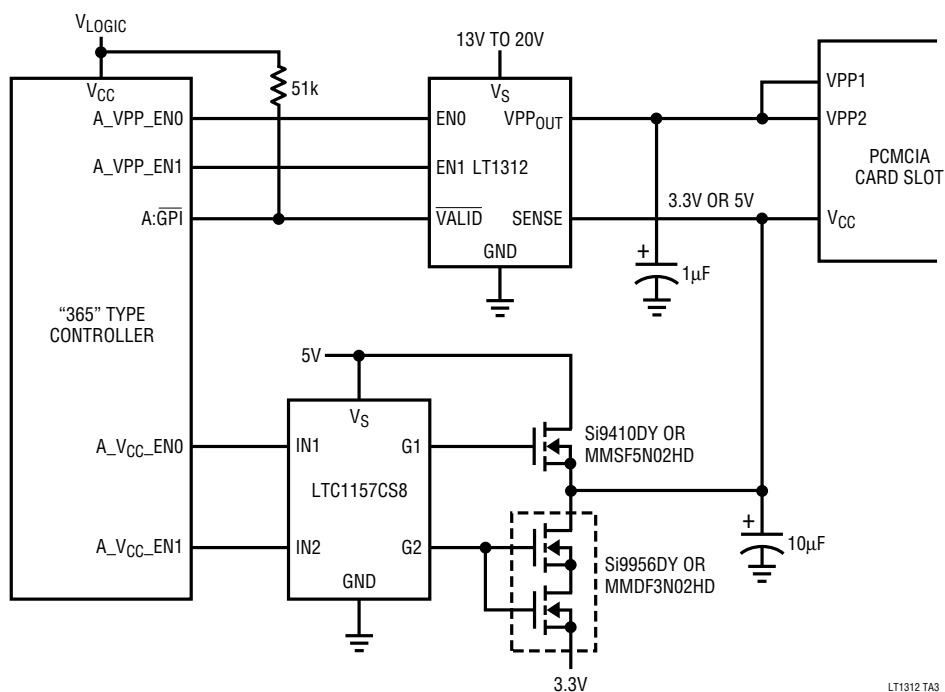 VLOGIC
13V TO 20V
VCC
51k
VS
VPP1
A_VPP_EN0
EN0
VPPOUT
VPP2
A_VPP_EN1
EN1 LT1312
PCMCIA
CARD SLOT
3.3V OR 5V
A:G̅P̅I̅
V̅A̅L̅I̅D̅
SENSE
VCC
GND
+
1µF
"365" TYPE
CONTROLLER
5V
VS
Si9410DY OR
MMSF5N02HD
A_VCC_EN0
IN1
G1
LTC1157CS8
+
10µF
A_VCC_EN1
IN2
G2
Si9956DY OR
MMDF3N02HD
GND
3.3V
LT1312 TA3